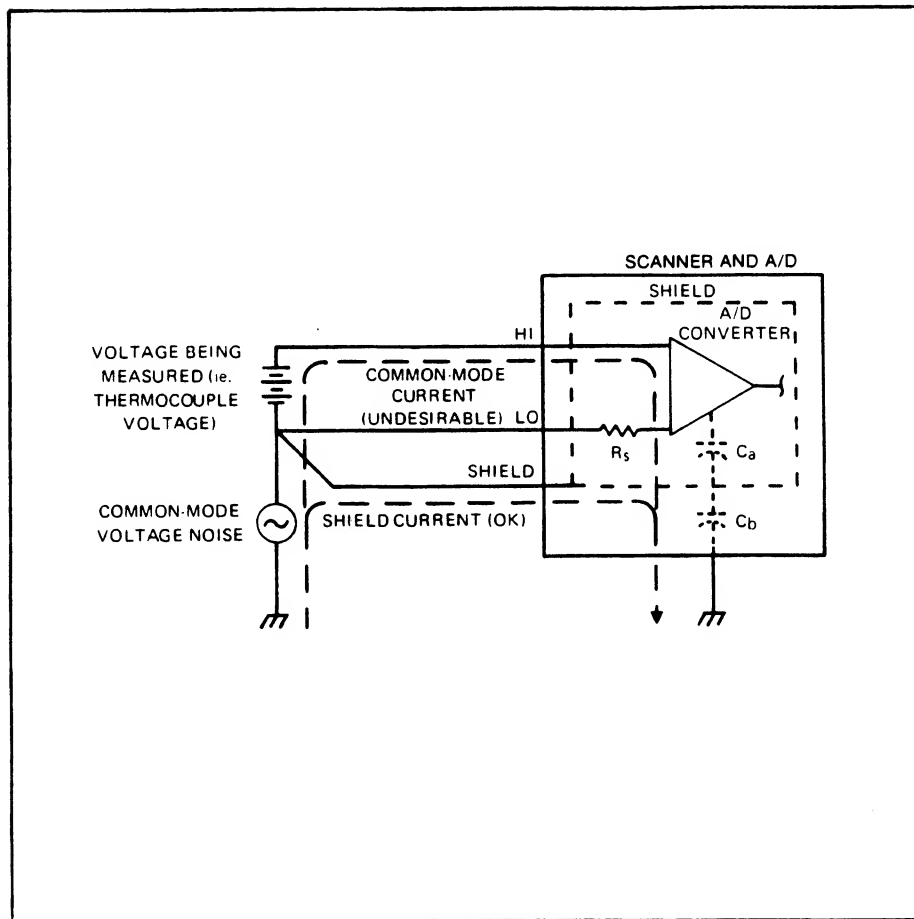 SCANNER AND A/D
SHIELD
A/D
CONVERTER
HI
VOLTAGE BEING
MEASURED (ie.
THERMOCOUPLE
VOLTAGE)
COMMON-MODE
CURRENT
(UNDESIRABLE) LO
Rs
Ca
SHIELD
COMMON-MODE
VOLTAGE NOISE
SHIELD CURRENT (OK)
Cb